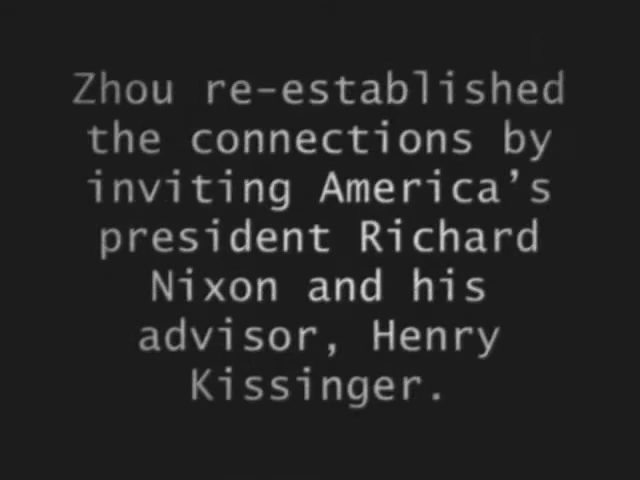 Zhou re-established
the connections by
inviting America’s
president Richard
Nixon and his
advisor, Henry
Kissinger.